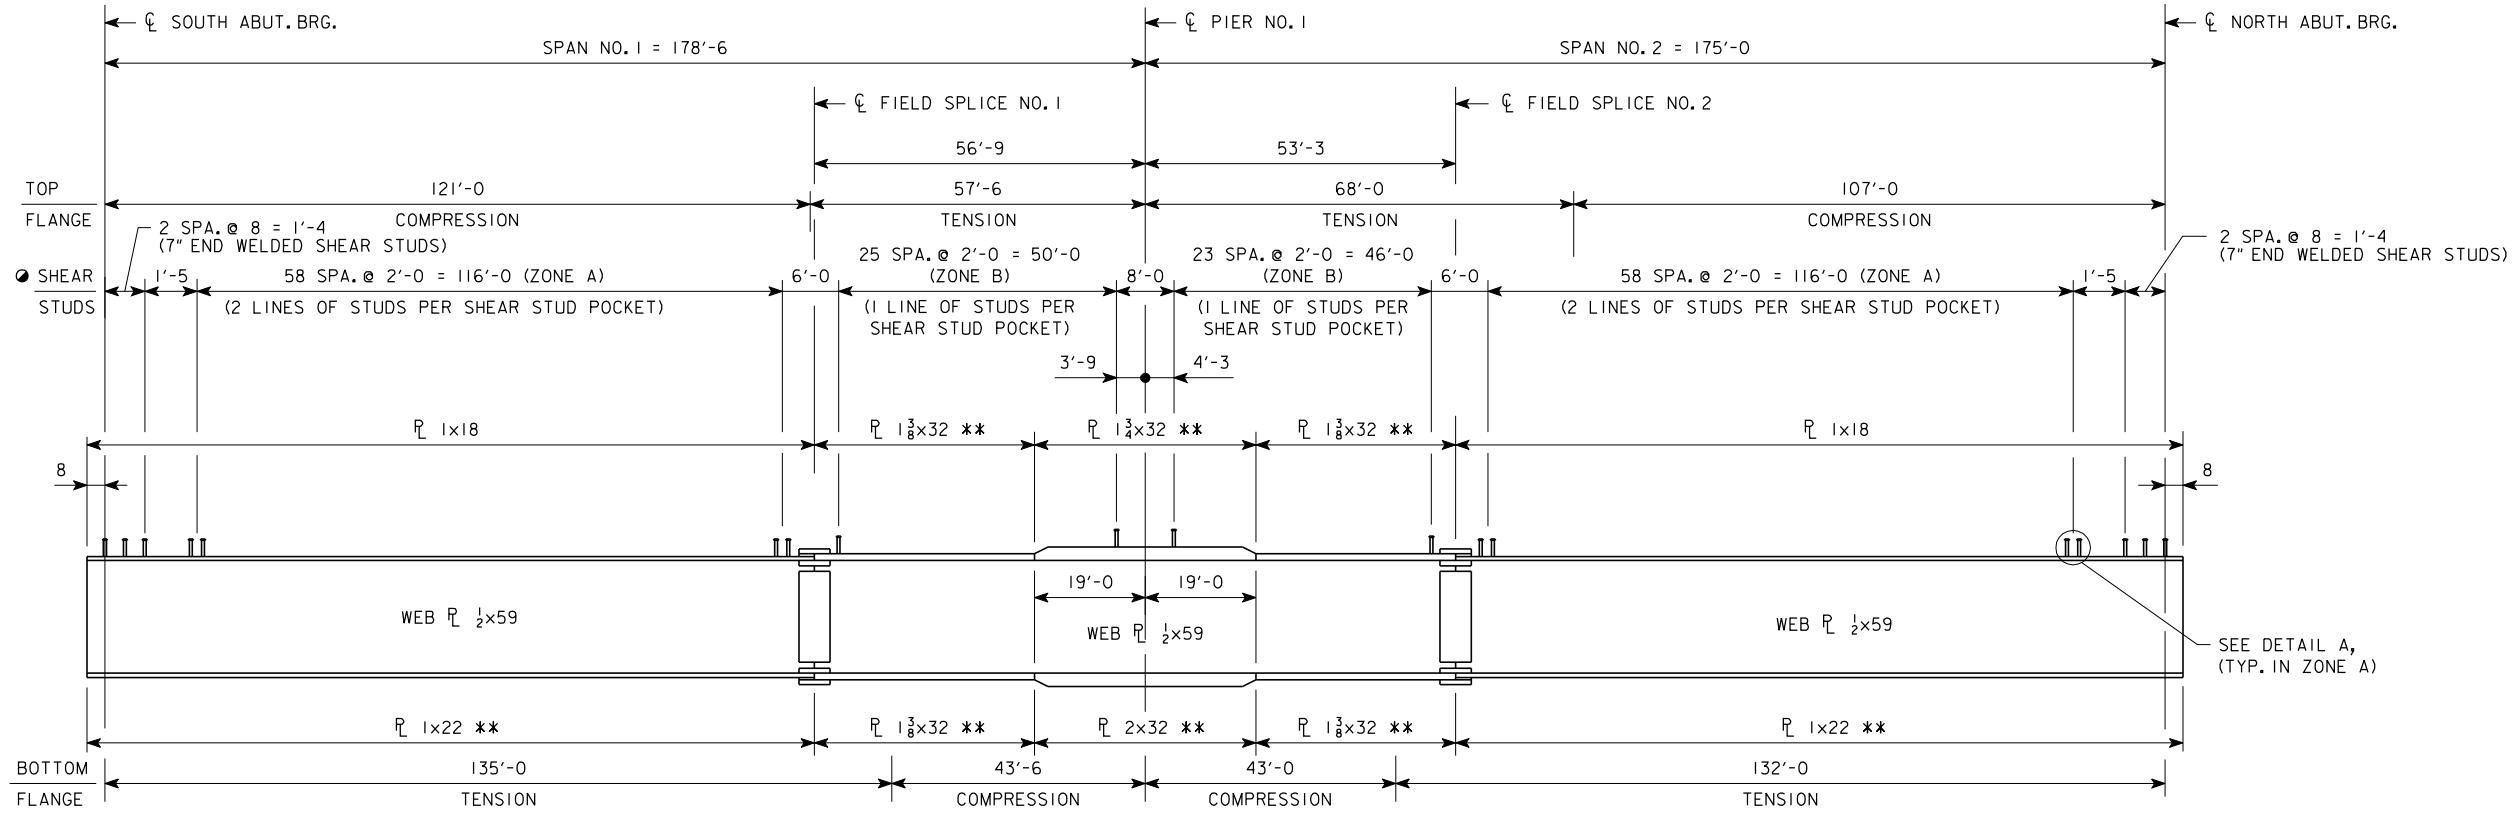 ℄ SOUTH ABUT. BRG.
℄ PIER NO. 1
℄ NORTH ABUT. BRG.
SPAN NO. 1 = 178'-6
SPAN NO. 2 = 175'-0
℄ FIELD SPLICE NO. 1
℄ FIELD SPLICE NO. 2
56'-9
53'-3
TOP
FLANGE
121'-0
COMPRESSION
57'-6
TENSION
68'-0
TENSION
107'-0
COMPRESSION
2 SPA. @ 8 = 1'-4
(7" END WELDED SHEAR STUDS)
2 SPA. @ 8 = 1'-4
(7" END WELDED SHEAR STUDS)
SHEAR
STUDS
1'-5
58 SPA. @ 2'-0 = 116'-0 (ZONE A)
(2 LINES OF STUDS PER SHEAR STUD POCKET)
6'-0
25 SPA. @ 2'-0 = 50'-0
(ZONE B)
(1 LINE OF STUDS PER
SHEAR STUD POCKET)
8'-0
23 SPA. @ 2'-0 = 46'-0
(ZONE B)
(1 LINE OF STUDS PER
SHEAR STUD POCKET)
6'-0
58 SPA. @ 2'-0 = 116'-0 (ZONE A)
(2 LINES OF STUDS PER SHEAR STUD POCKET)
1'-5
3'-9
4'-3
PL 1x18
PL 1 3/8x32 **
PL 1 3/4x32 **
PL 1 3/8x32 **
PL 1x18
8
8
19'-0
19'-0
WEB PL 1/2x59
WEB PL 1/2x59
WEB PL 1/2x59
SEE DETAIL A,
(TYP. IN ZONE A)
PL 1x22 **
PL 1 3/8x32 **
PL 2x32 **
PL 1 3/8x32 **
PL 1x22 **
BOTTOM
FLANGE
135'-0
TENSION
43'-6
COMPRESSION
43'-0
COMPRESSION
132'-0
TENSION